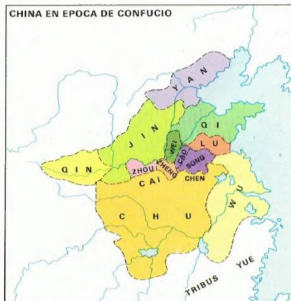 CHINA EN EPOCA DE CONFUCIO
YAN
JIN
QI
WEI
CAO
LU
QIN
ZHOU
ZHENG
SONG
CAI
CHEN
CHU
WU
TRIBUS YUE